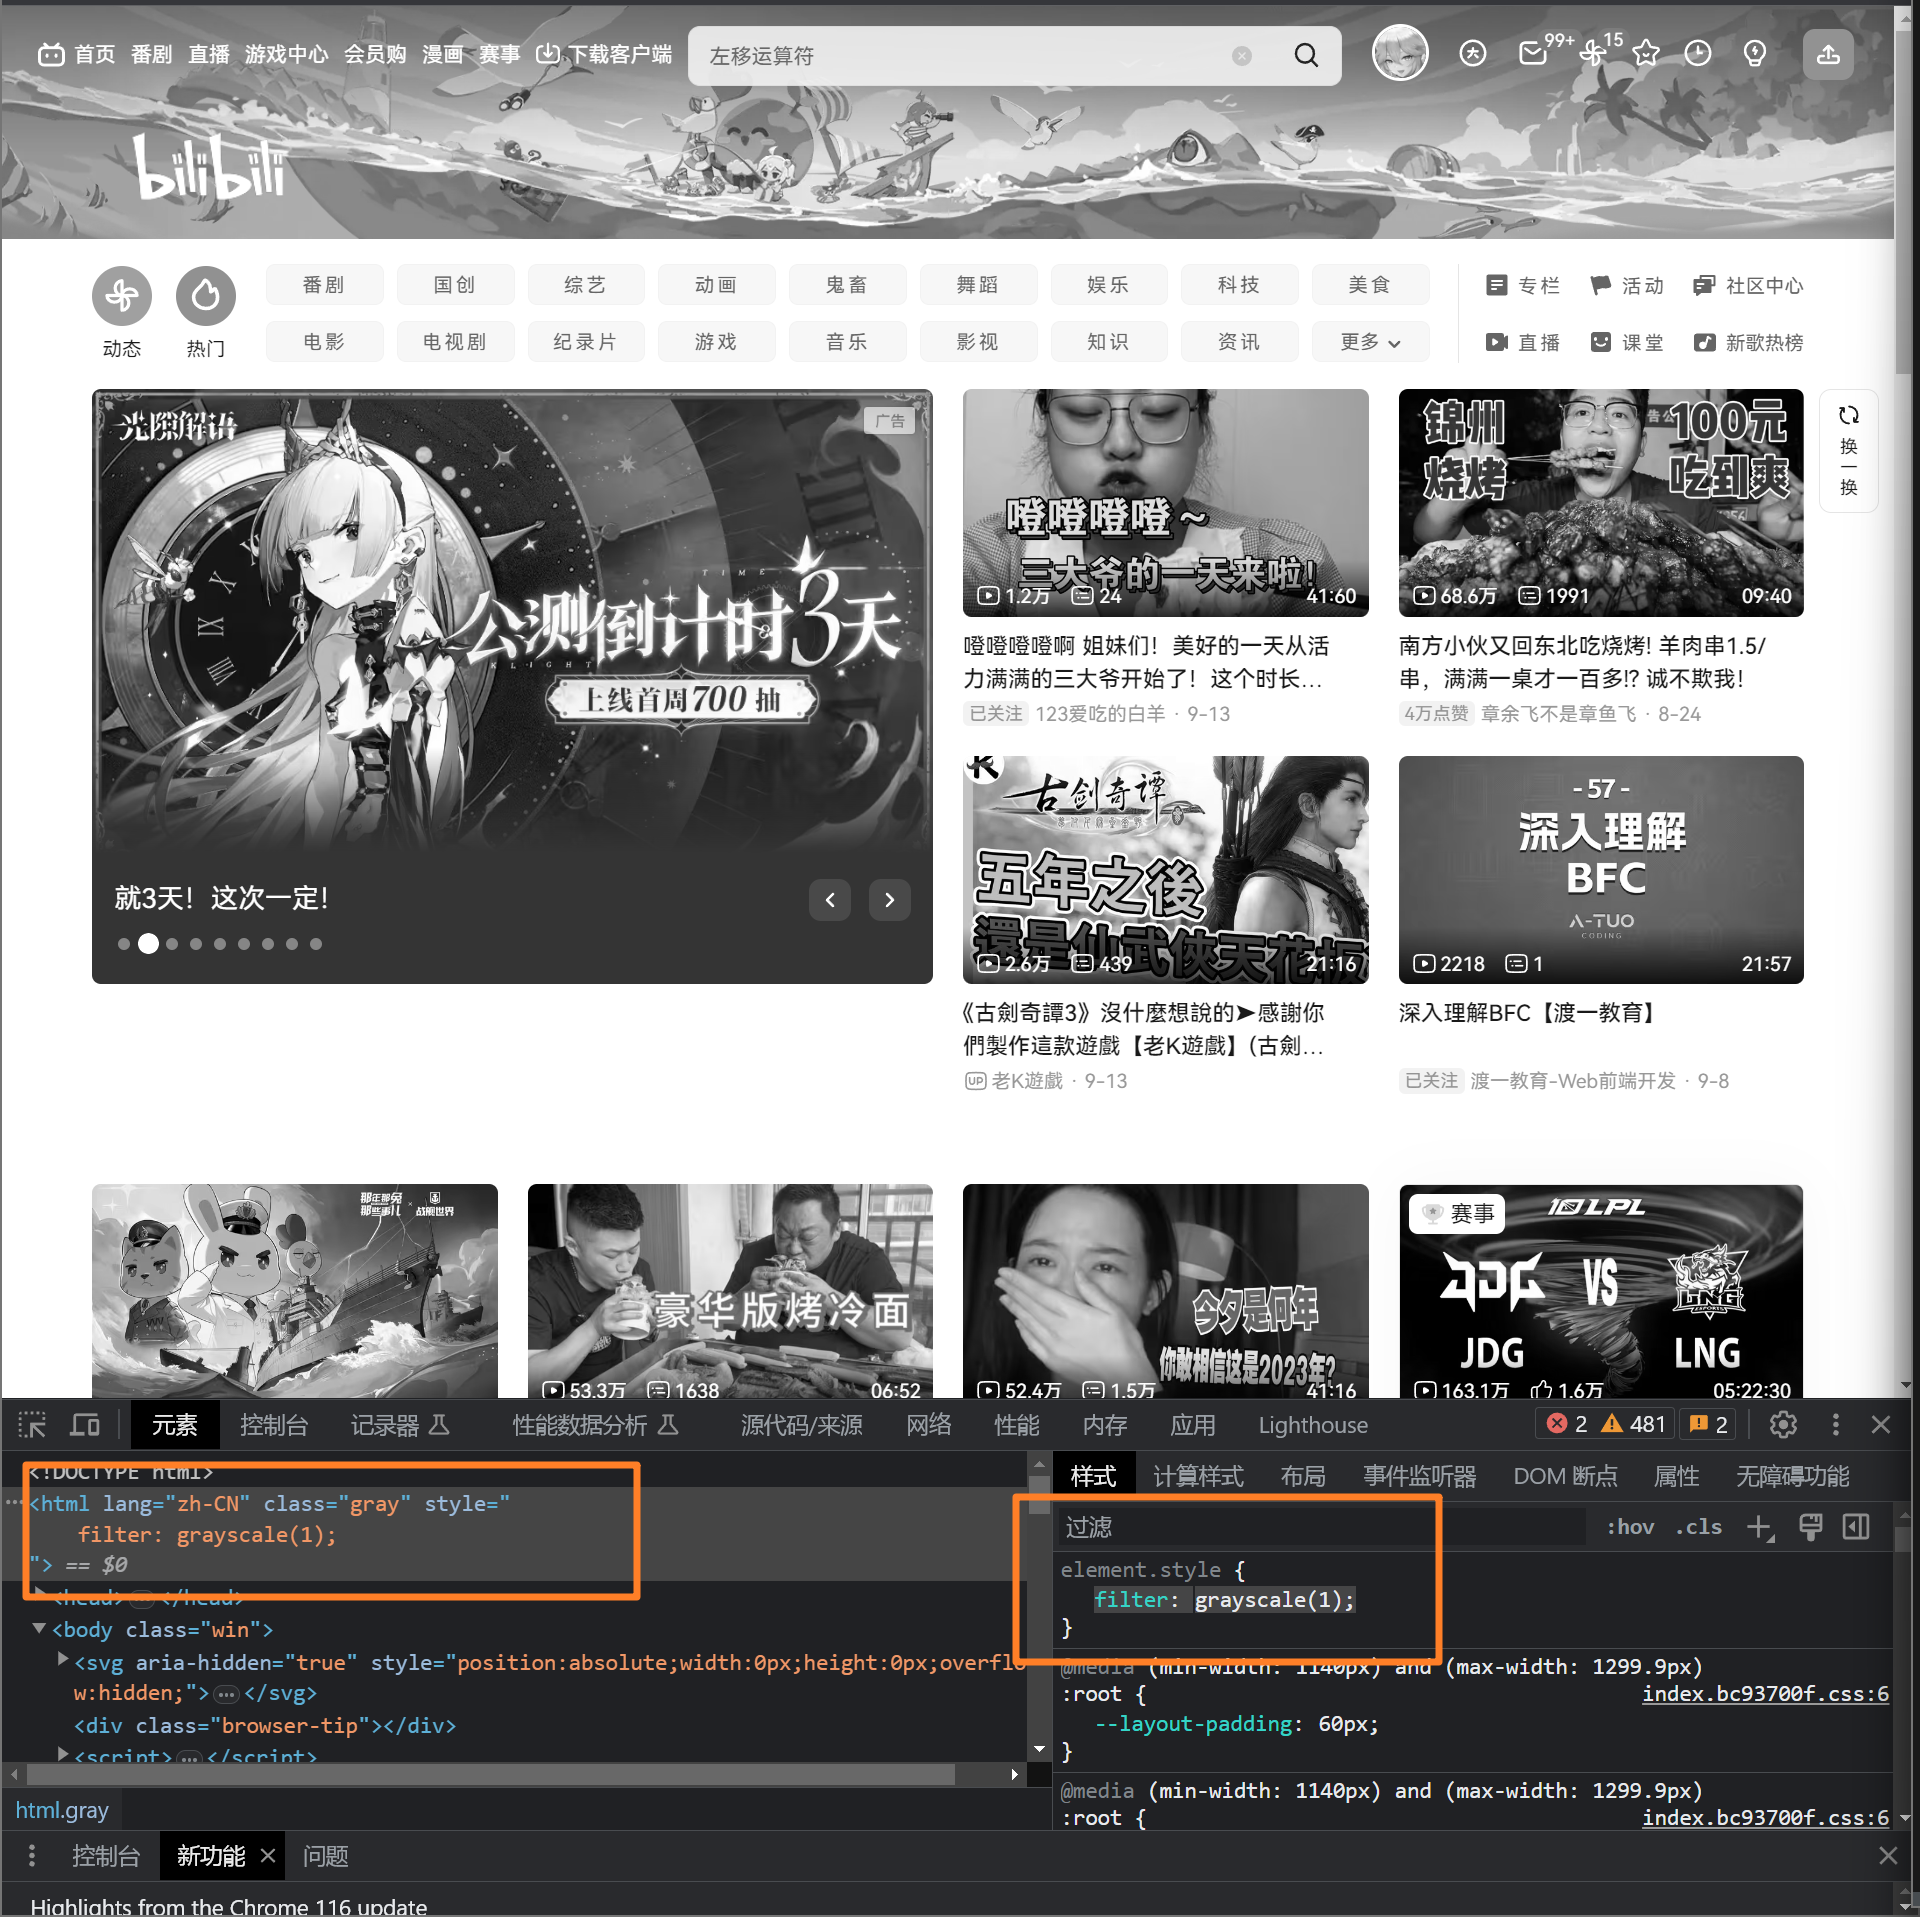 首页 番剧 直播 游戏中心 会员购 漫画 赛事 下载客户端
左移运算符
大 99+ 15
bilibili
动态
热门
番剧 国创 综艺 动画 鬼畜 舞蹈 娱乐 科技 美食
电影 电视剧 纪录片 游戏 音乐 影视 知识 资讯 更多
专栏 活动 社区中心
直播 课堂 新歌热榜
光隙解语
广告
TIME
公测倒计时3天
KLIGHT
上线首周700抽
就3天！这次一定！
噔噔噔噔~
三大爷的一天来啦!
1.2万 24 41:60
噔噔噔噔啊 姐妹们！美好的一天从活
力满满的三大爷开始了！这个时长...
已关注 123爱吃的白羊 · 9-13
锦州
烧烤
100元
吃到爽
68.6万 1991 09:40
南方小伙又回东北吃烧烤! 羊肉串1.5/
串，满满一桌才一百多!? 诚不欺我！
4万点赞 章余飞不是章鱼飞 · 8-24
换
一
换
K
古剑奇谭
五年之後
還是仙武俠天花板
2.6万 439 21:16
《古劍奇譚3》沒什麼想說的➤感謝你
們製作這款遊戲【老K遊戲】(古劍...
UP 老K遊戲 · 9-13
-57-
深入理解
BFC
A-TUO
CODING
2218 1 21:57
深入理解BFC【渡一教育】
已关注 渡一教育-Web前端开发 · 9-8
那年那兔
那些事儿 × 战舰世界
豪华版烤冷面
53.3万 1638 06:52
今夕是何年
你敢相信这是2023年?
52.4万 1.5万 41:16
赛事
10 LPL
JDG VS LNG
ESPORTS
JDG LNG
163.1万 1.6万 05:22:30
元素 控制台 记录器 性能数据分析 源代码/来源 网络 性能 内存 应用 Lighthouse
2 481 2
<!DOCTYPE html>
<html lang="zh-CN" class="gray" style="
filter: grayscale(1);
"> == $0
<head> … </head>
<body class="win">
<svg aria-hidden="true" style="position:absolute;width:0px;height:0px;overflo
w:hidden;"> … </svg>
<div class="browser-tip"></div>
<script> … </script>
html.gray
样式 计算样式 布局 事件监听器 DOM 断点 属性 无障碍功能
过滤 :hov .cls
element.style {
filter: grayscale(1);
}
@media (min-width: 1140px) and (max-width: 1299.9px)
:root { index.bc93700f.css:6
--layout-padding: 60px;
}
@media (min-width: 1140px) and (max-width: 1299.9px)
:root { index.bc93700f.css:6
控制台 新功能 问题
Highlights from the Chrome 116 update